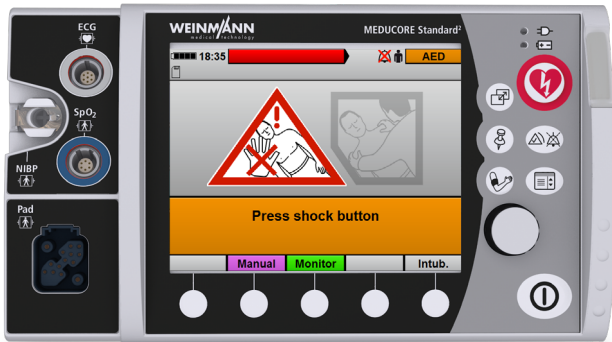 ECG
SpO₂
NIBP
Pad
WEINMANN
medical technology
MEDUCORE Standard²
18:35
AED
Press shock button
Manual
Monitor
Intub.